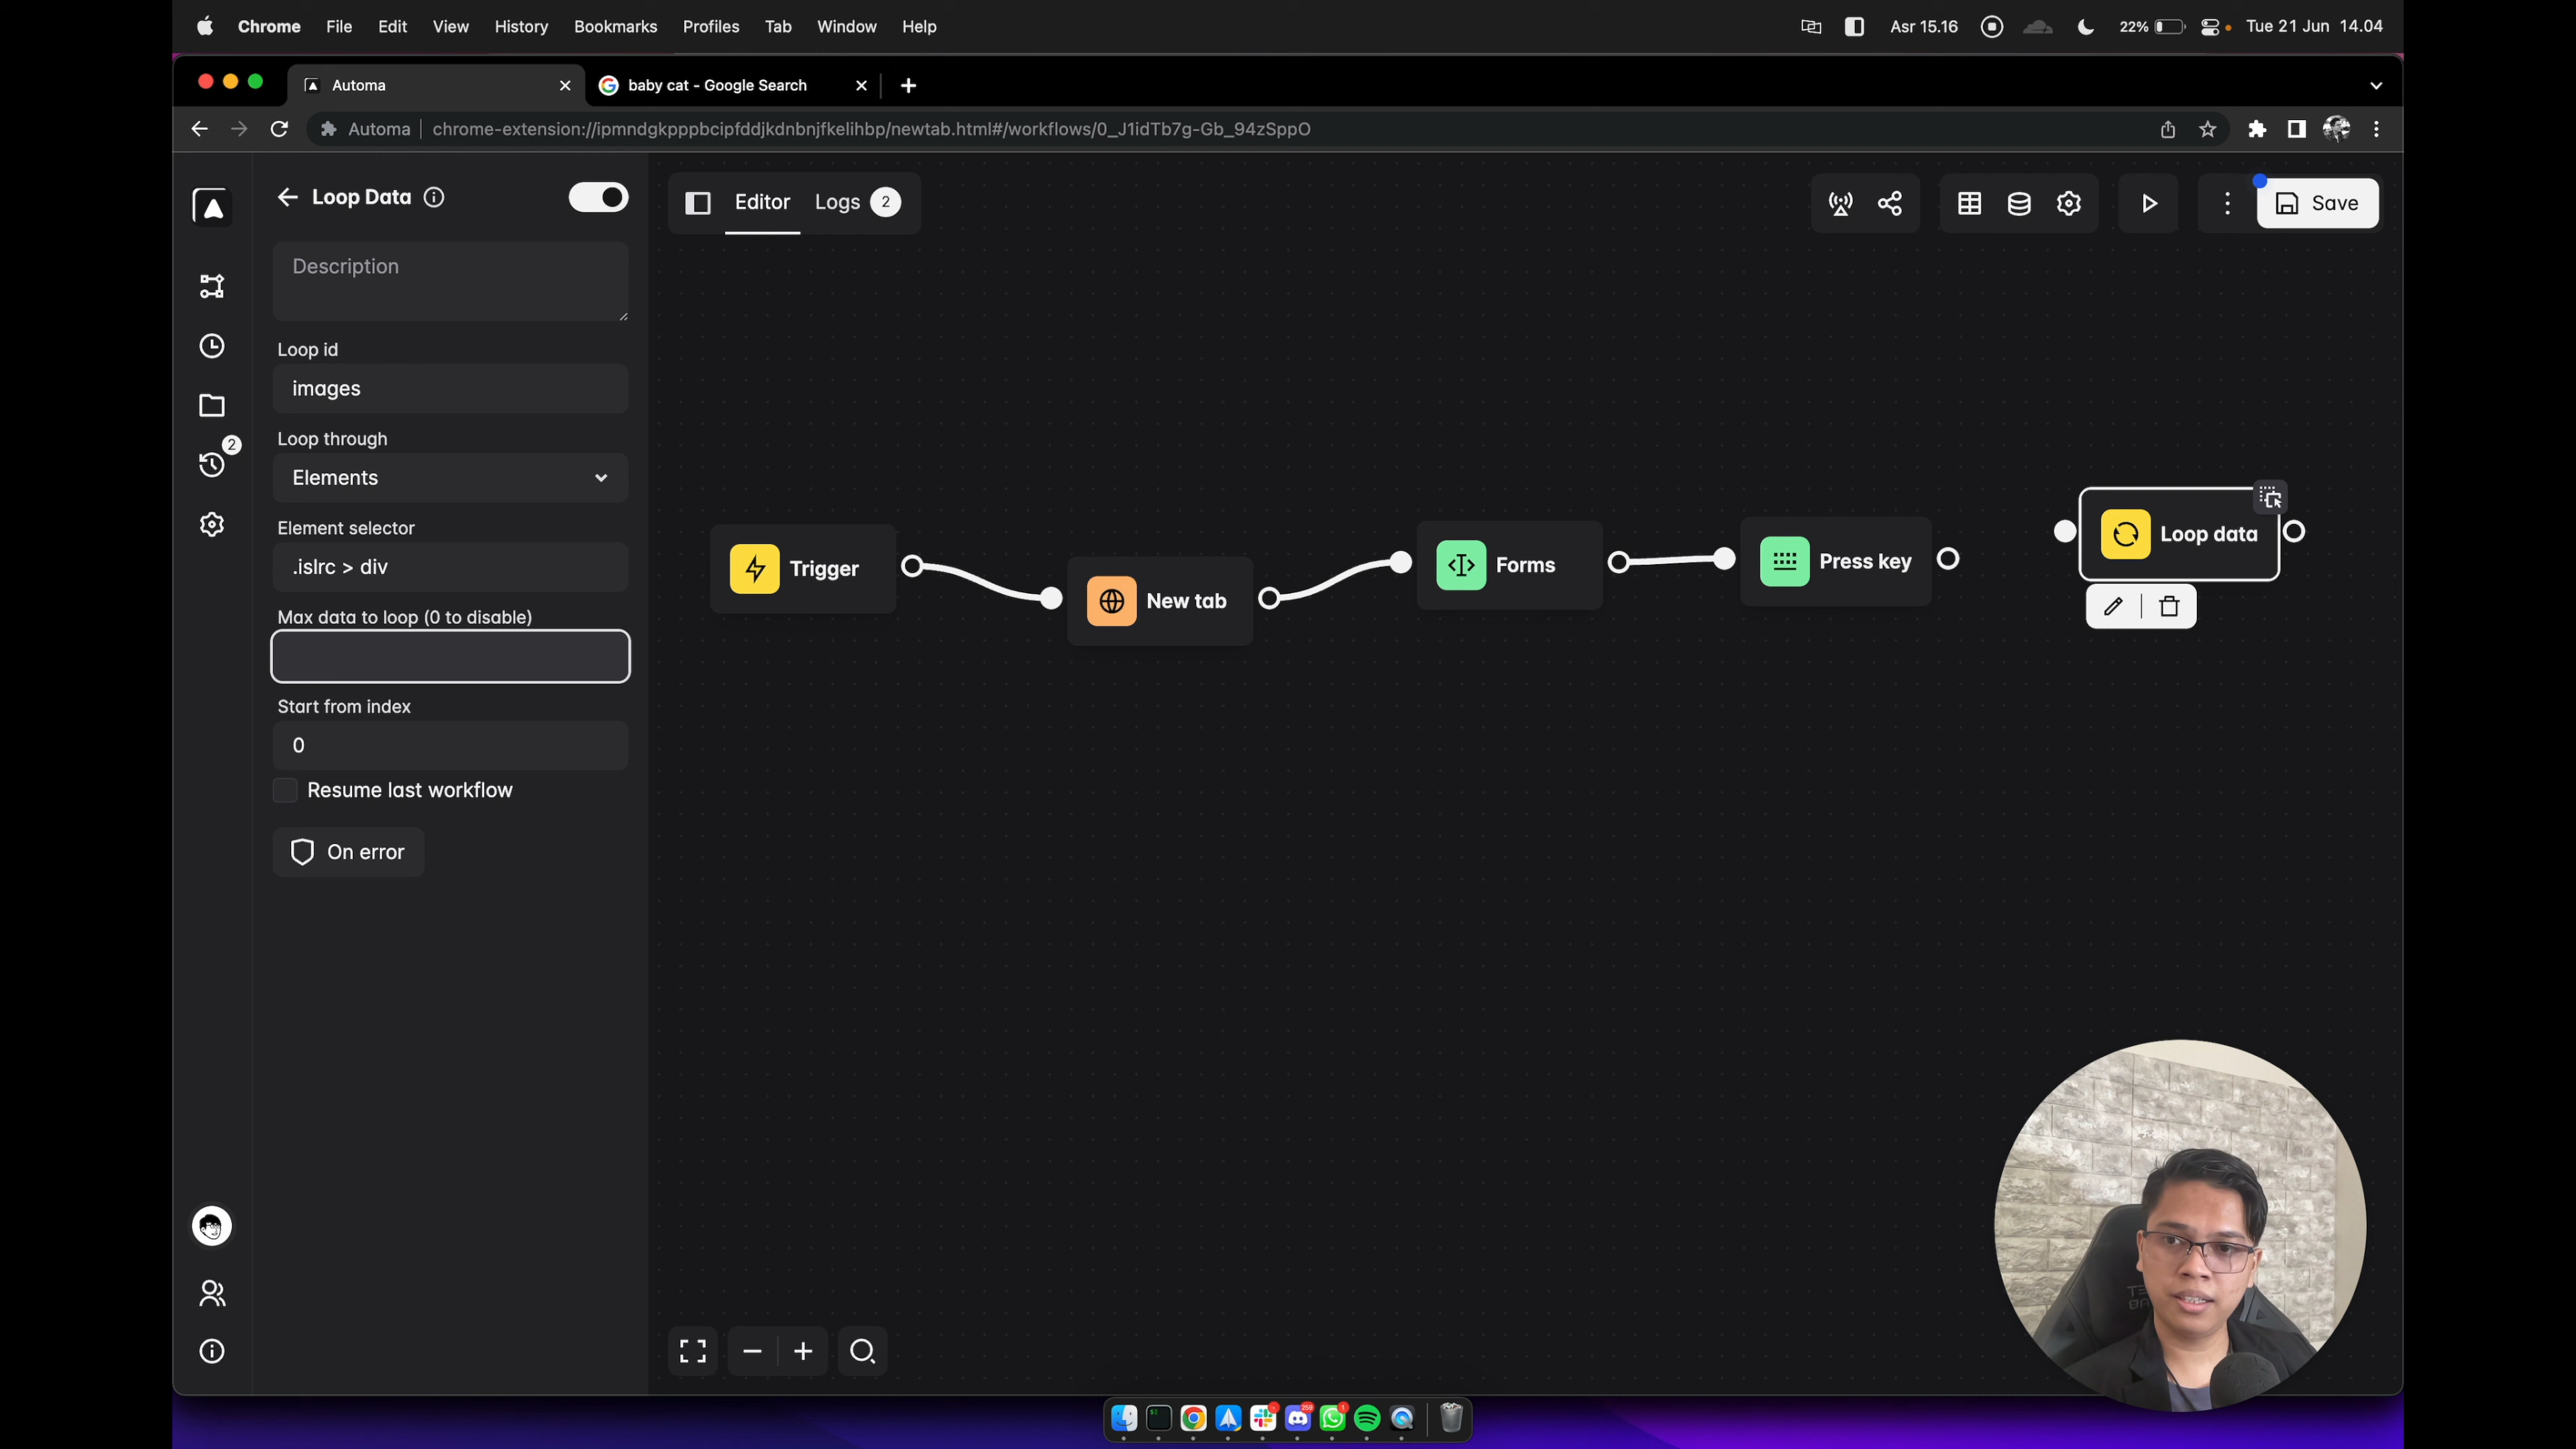 Chrome File Edit View History Bookmarks Profiles Tab Window Help Asr 15.16 22% Tue 21 Jun 14.04
Automa baby cat - Google Search
Automa chrome-extension://ipmndgkpppbcipfddjkdnbnjfkelihbp/newtab.html#/workflows/0_J1idTb7g-Gb_94zSppO
Loop Data
Editor Logs 2
Save
Description
Loop id
images
Loop through
2
Elements
Element selector
.islrc > div
Max data to loop (0 to disable)
Start from index
0
Resume last workflow
On error
Trigger
New tab
Forms
Press key
Loop data
259
1